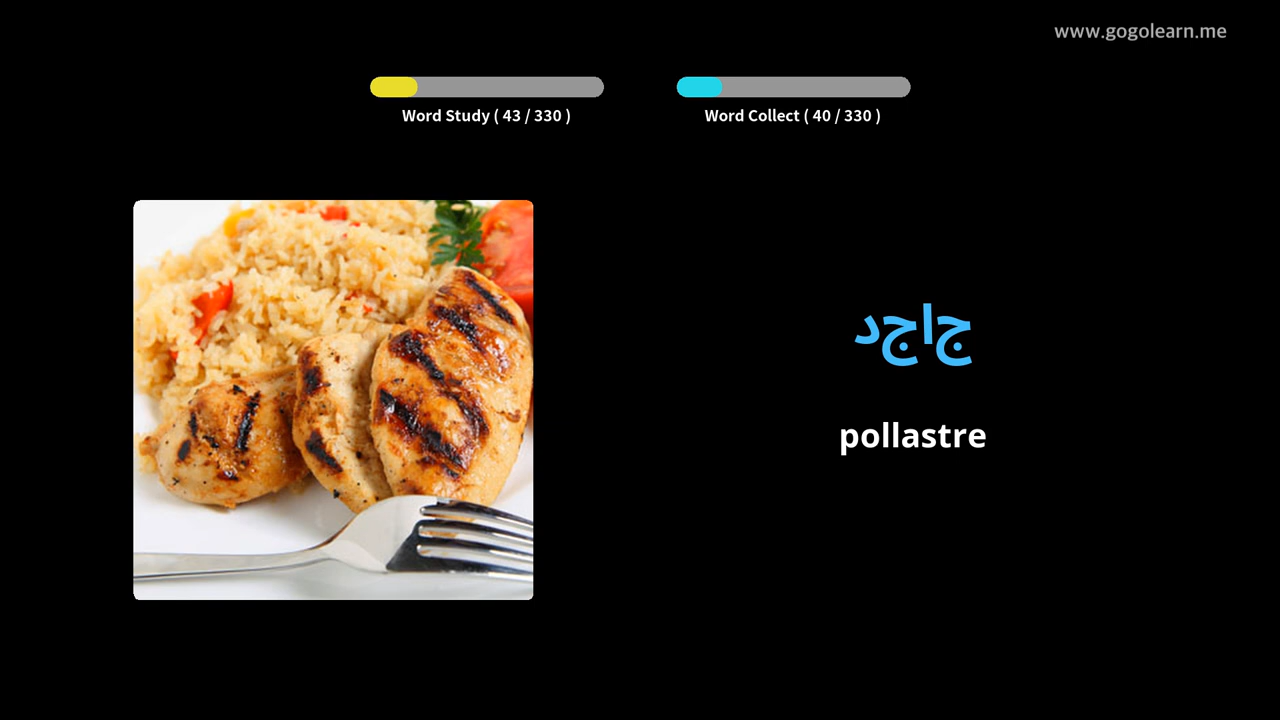 www.gogolearn.me
Word Study ( 43 / 330 )
Word Collect ( 40 / 330 )
جاجد
pollastre